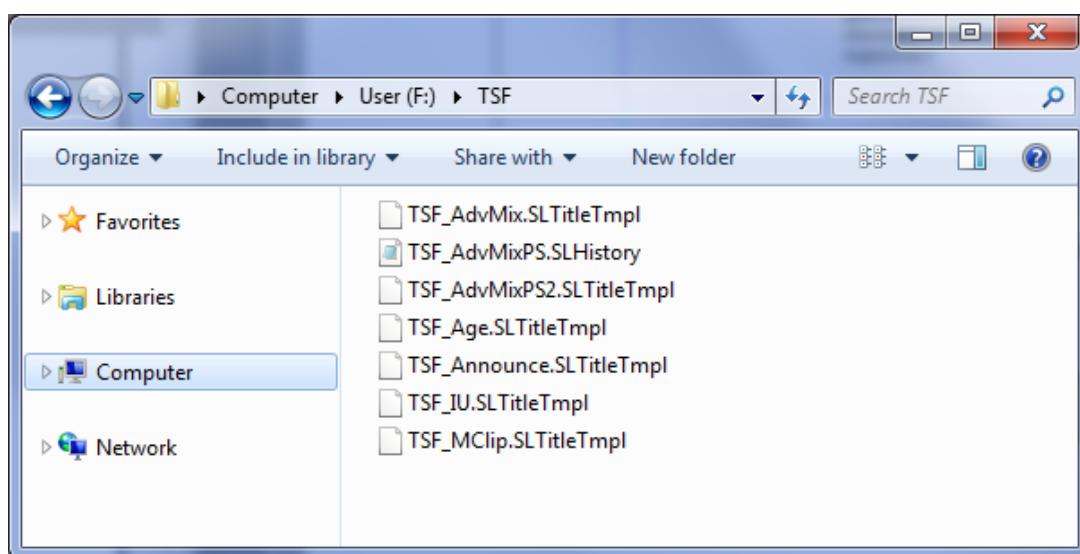 Computer User (F:) TSF Search TSF
Organize Include in library Share with New folder
Favorites
Libraries
Computer
Network
TSF_AdvMix.SLTitleTmpl
TSF_AdvMixPS.SLHistory
TSF_AdvMixPS2.SLTitleTmpl
TSF_Age.SLTitleTmpl
TSF_Announce.SLTitleTmpl
TSF_IU.SLTitleTmpl
TSF_MClip.SLTitleTmpl